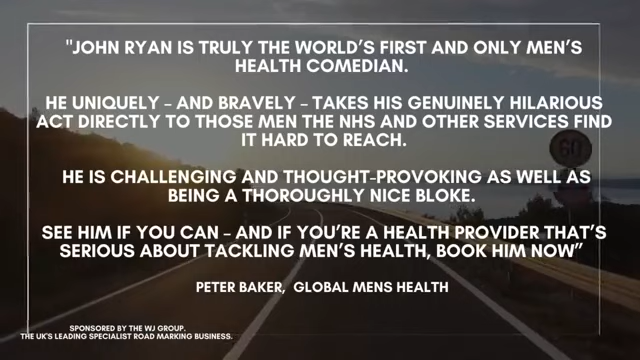 "JOHN RYAN IS TRULY THE WORLD'S FIRST AND ONLY MEN'S
HEALTH COMEDIAN.
HE UNIQUELY – AND BRAVELY – TAKES HIS GENUINELY HILARIOUS
ACT DIRECTLY TO THOSE MEN THE NHS AND OTHER SERVICES FIND
IT HARD TO REACH.
HE IS CHALLENGING AND THOUGHT-PROVOKING AS WELL AS
BEING A THOROUGHLY NICE BLOKE.
SEE HIM IF YOU CAN – AND IF YOU'RE A HEALTH PROVIDER THAT'S
SERIOUS ABOUT TACKLING MEN'S HEALTH, BOOK HIM NOW"
PETER BAKER, GLOBAL MENS HEALTH
SPONSORED BY THE WJ GROUP.
THE UK'S LEADING SPECIALIST ROAD MARKING BUSINESS.
60